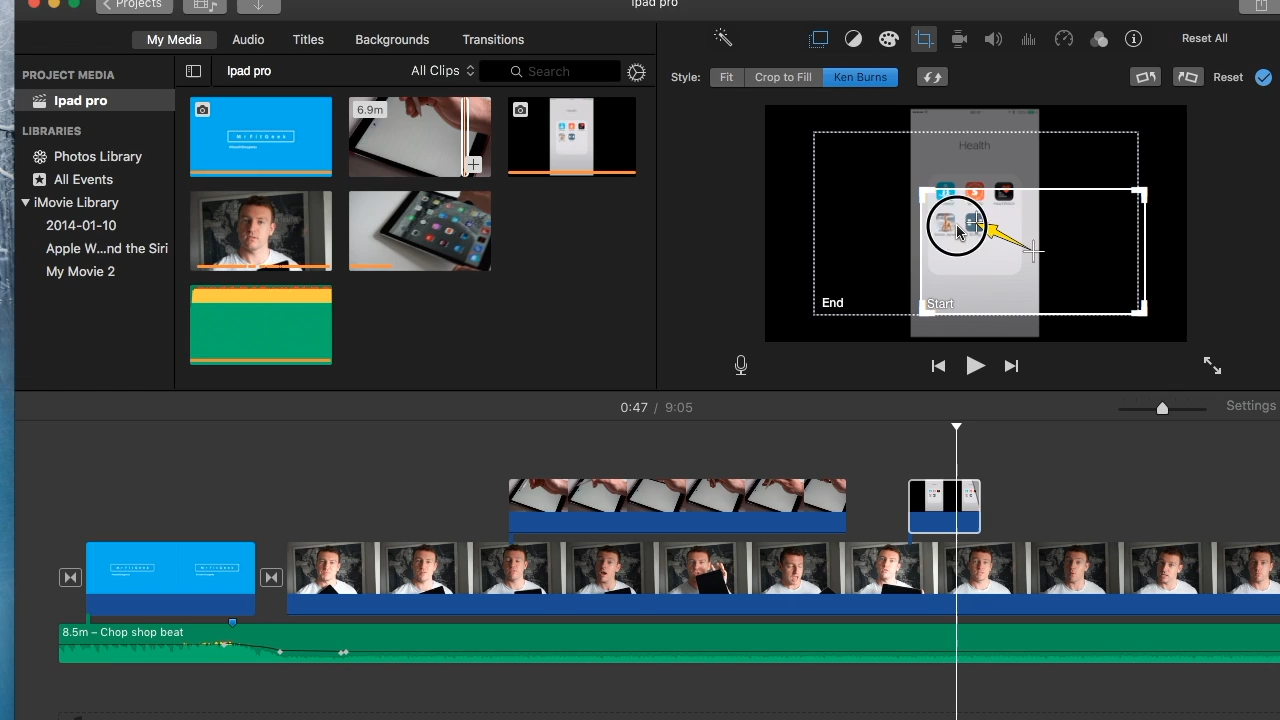 Projects
Ipad pro
My Media Audio Titles Backgrounds Transitions
Reset All
PROJECT MEDIA
Ipad pro
All Clips
Search
Style: Fit Crop to Fill Ken Burns
Reset
Ipad pro
LIBRARIES
Photos Library
All Events
iMovie Library
2014-01-10
Apple W...nd the Siri
My Movie 2
MrFitGeek
6.9m
Health
End
Start
0:47 / 9:05
Settings
8.5m – Chop shop beat